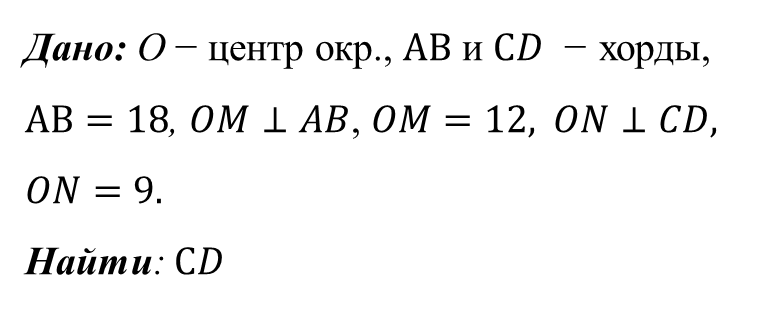 Дано: O − центр окр., AB и CD − хорды,
AB = 18, OM ⊥ AB, OM = 12, ON ⊥ CD,
ON = 9.
Найти: CD